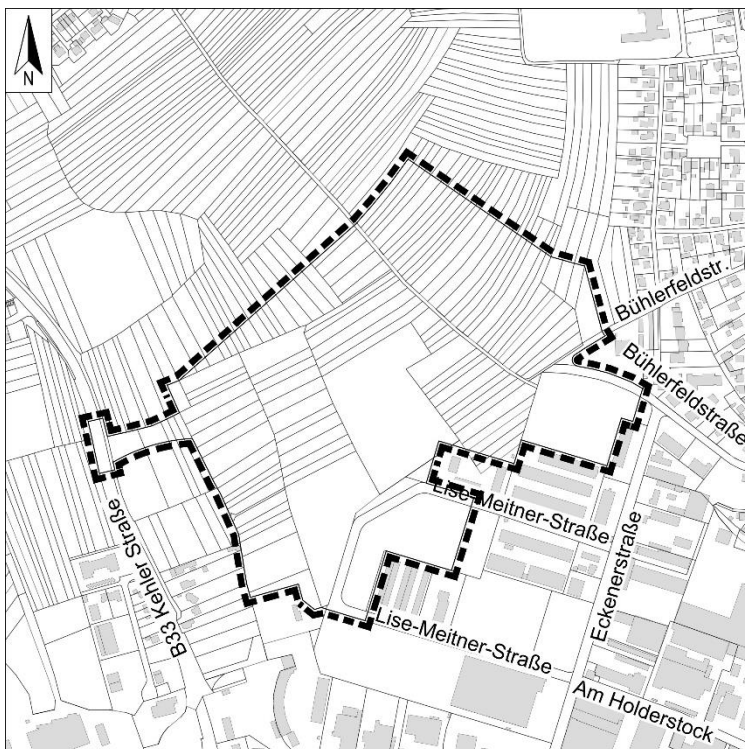 N
Bühlerfeldstr.
Bühlerfeldstraße
Lise-Meitner-Straße
Eckenerstraße
B33 Kehler Straße
Lise-Meitner-Straße
Am Holderstock